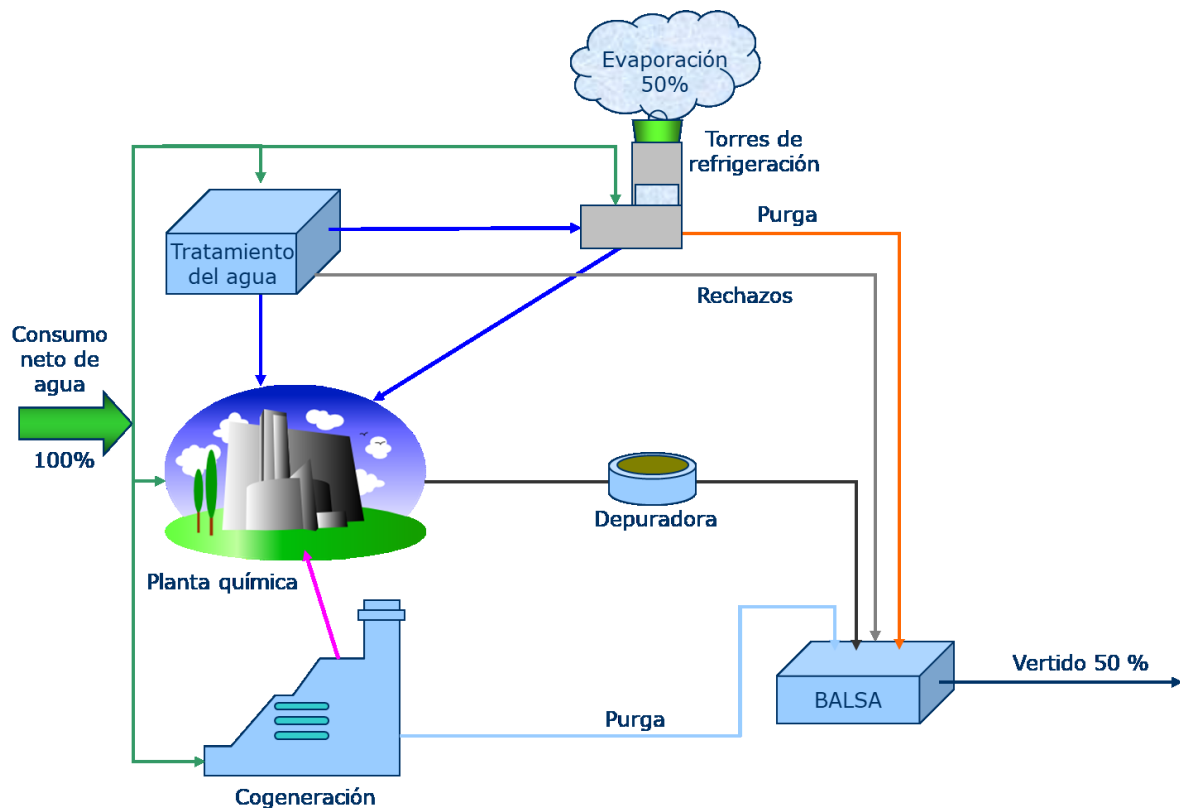 Evaporación
50%
Torres de
refrigeración
Purga
Tratamiento
del agua
Rechazos
Consumo
neto de
agua
100%
Depuradora
Planta química
Vertido 50 %
BALSA
Purga
Cogeneración